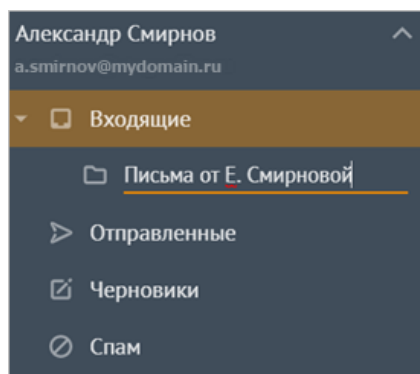 Александр Смирнов
a.smirnov@mydomain.ru
Входящие
Письма от Е. Смирновой
Отправленные
Черновики
Спам